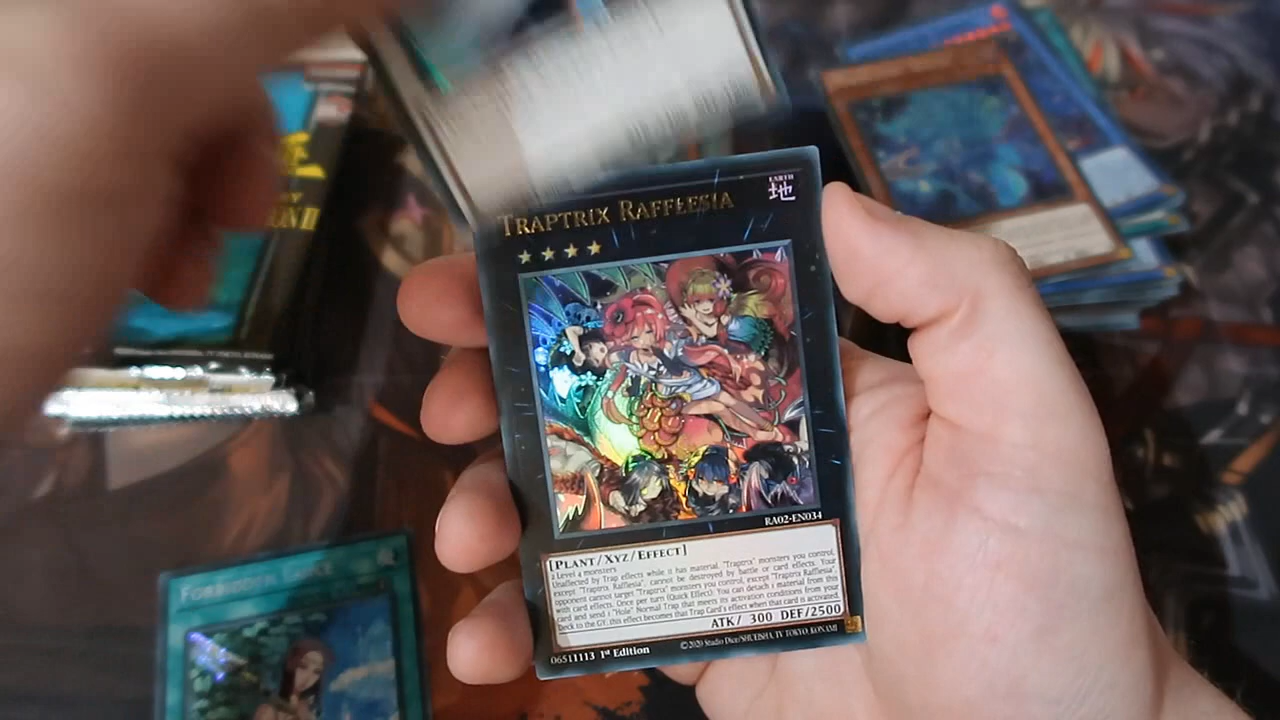 TRAPTRIX RAFFLESIA
EARTH
地
RA02-EN034
[PLANT/XYZ/EFFECT]
2 Level 4 monsters
Unaffected by Trap effects while it has material. "Traptrix" monsters you control,
except "Traptrix Rafflesia", cannot be destroyed by battle or card effects. Your
opponent cannot target "Traptrix" monsters you control, except "Traptrix Rafflesia",
with card effects. Once per turn (Quick Effect): You can detach 1 material from this
card and send 1 "Hole" Normal Trap that meets its activation conditions from your
Deck to the GY; this effect becomes that Trap Card's effect when that card is activated.
ATK/ 300 DEF/2500
06511113 1st Edition
©2020 Studio Dice/SHUEISHA, TV TOKYO, KONAMI
FORBIDDEN